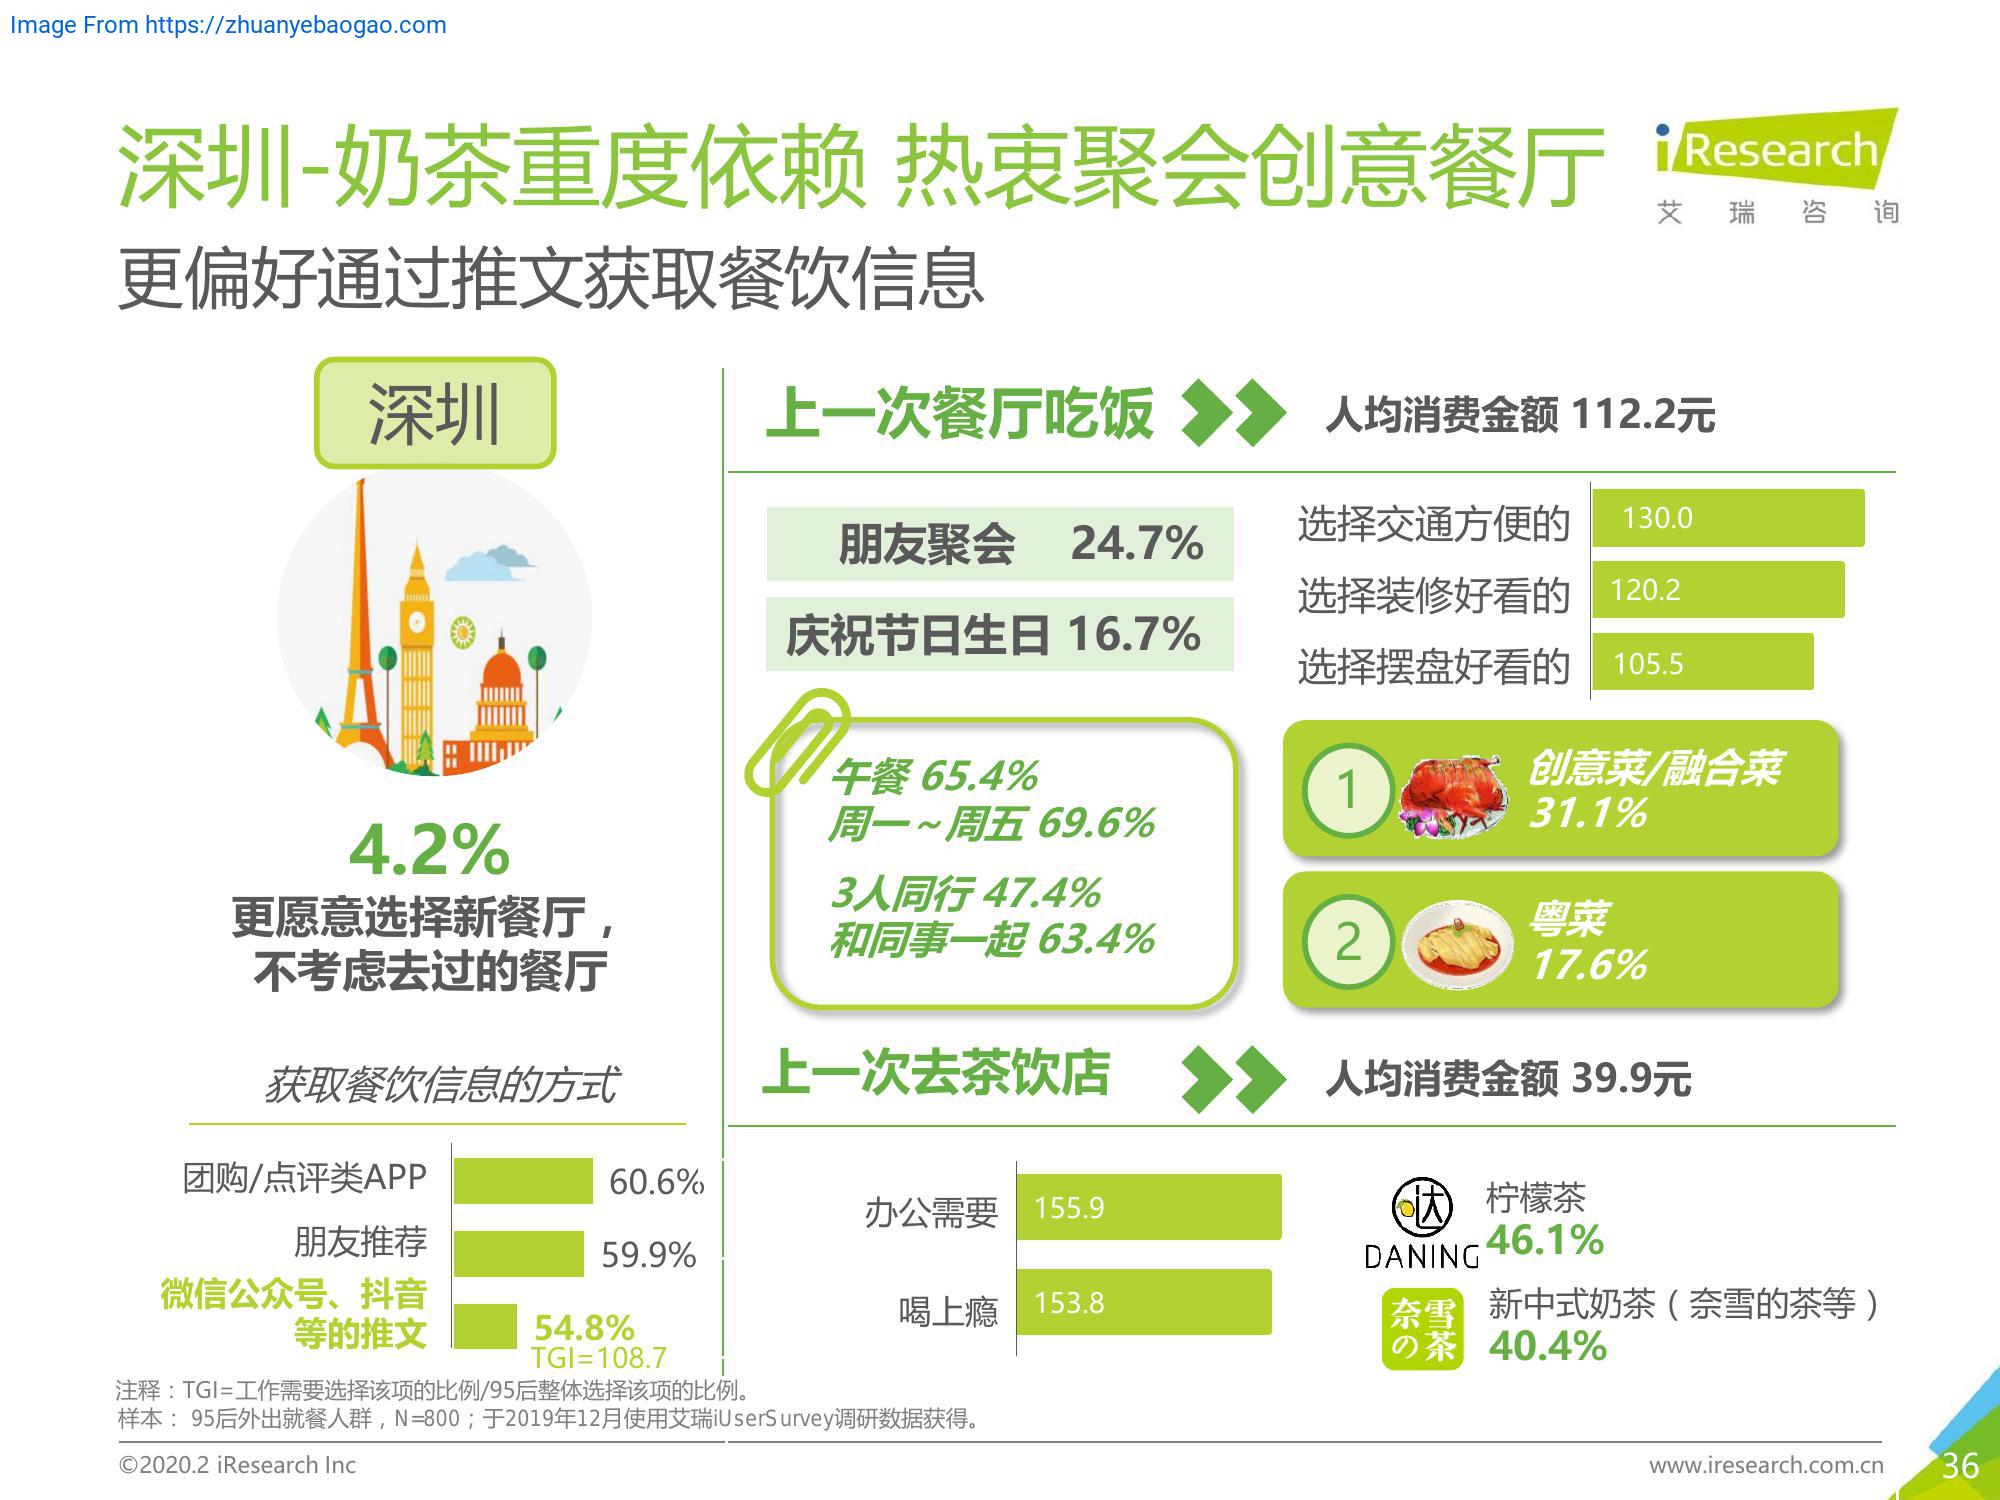 Image From https://zhuanyebaogao.com
深圳-奶茶重度依赖 热衷聚会创意餐厅
iResearch
艾瑞咨询
更偏好通过推文获取餐饮信息
深圳
4.2%
更愿意选择新餐厅，
不考虑去过的餐厅
获取餐饮信息的方式
团购/点评类APP 60.6%
朋友推荐 59.9%
微信公众号、抖音
等的推文 54.8%
TGI=108.7
上一次餐厅吃饭 人均消费金额 112.2元
朋友聚会 24.7%
庆祝节日生日 16.7%
选择交通方便的 130.0
选择装修好看的 120.2
选择摆盘好看的 105.5
午餐 65.4%
周一~周五 69.6%
3人同行 47.4%
和同事一起 63.4%
1 创意菜/融合菜
31.1%
2 粤菜
17.6%
上一次去茶饮店 人均消费金额 39.9元
办公需要 155.9
喝上瘾 153.8
DANING
柠檬茶
46.1%
奈雪の茶
新中式奶茶（奈雪的茶等）
40.4%
注释：TGI=工作需要选择该项的比例/95后整体选择该项的比例。
样本： 95后外出就餐人群，N=800；于2019年12月使用艾瑞iUserSurvey调研数据获得。
©2020.2 iResearch Inc
www.iresearch.com.cn
36